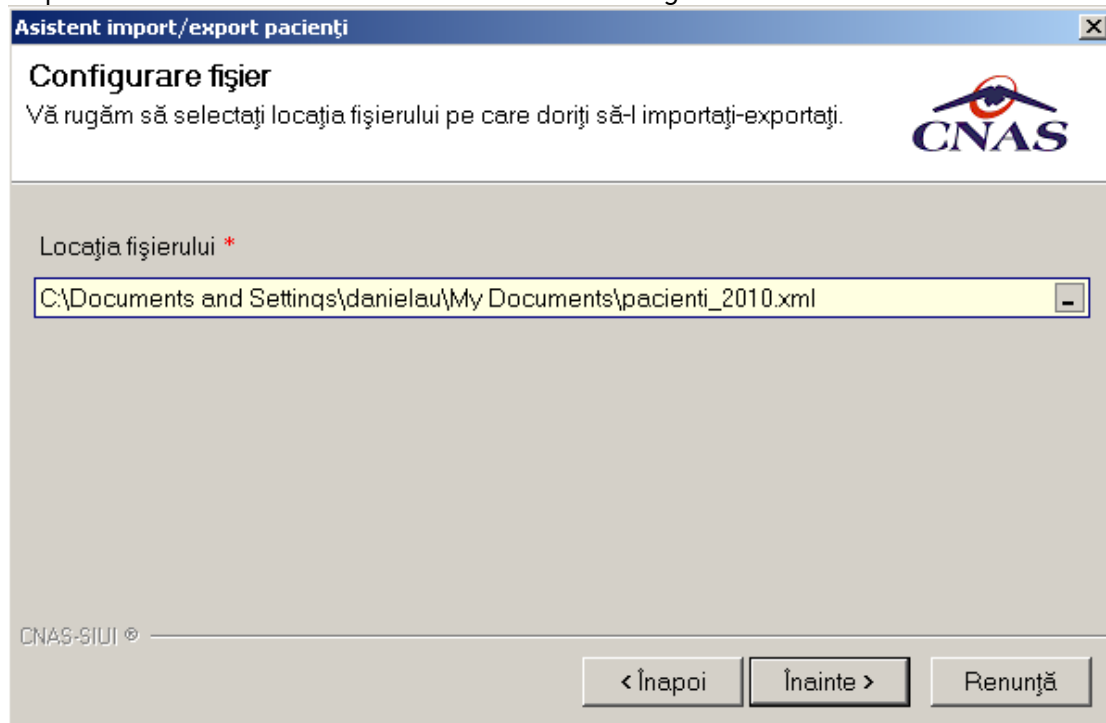 Asistent import/export pacienţi
Configurare fişier
Vă rugăm să selectaţi locaţia fişierului pe care doriţi să-l importaţi-exportaţi.
CNAS
Locaţia fişierului *
C:\Documents and Settings\danielau\My Documents\pacienti_2010.xml
CNAS-SIUI ®
< Înapoi Înainte > Renunţă